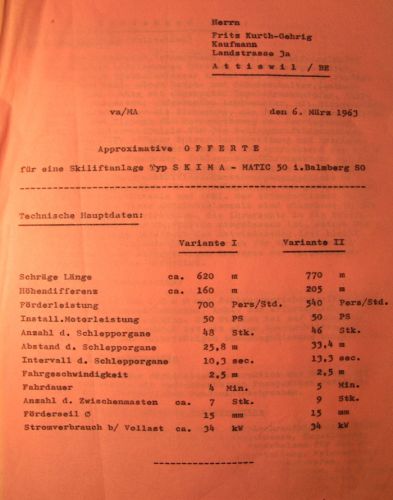 Herrn
Fritz Kurth-Gehrig
Kaufmann
Landstrasse 3a
A t t i s w i l / BE
va/MA den 6. März 1963
Approximative O F F E R T E
für eine Skiliftanlage Typ S K I M A - MATIC 50 i.Balmberg SO
Technische Hauptdaten:
Variante I Variante II
Schräge Länge ca. 620 m 770 m
Höhendifferenz ca. 160 m 205 m
Förderleistung 700 Pers/Std. 540 Pers/Std.
Install.Motorleistung 50 PS 50 PS
Anzahl d. Schlepporgane 48 Stk. 46 Stk.
Abstand d. Schlepporgane 25,8 m 33,4 m
Intervall d. Schlepporgane 10,3 sec. 13,3 sec.
Fahrgeschwindigkeit 2,5 m 2,5 m
Fahrdauer 4 Min. 5 Min.
Anzahl d. Zwischenmasten ca 7 Stk. 9 Stk.
Förderseil Ø 15 mm 15 mm
Stromverbrauch b/ Vollast ca. 34 kW 34 kW